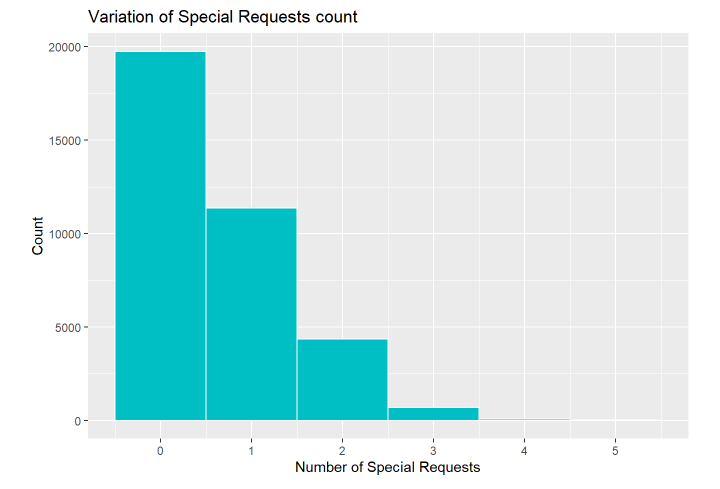 Variation of Special Requests count
20000
15000
10000
5000
0
Count
0 1 2 3 4 5
Number of Special Requests